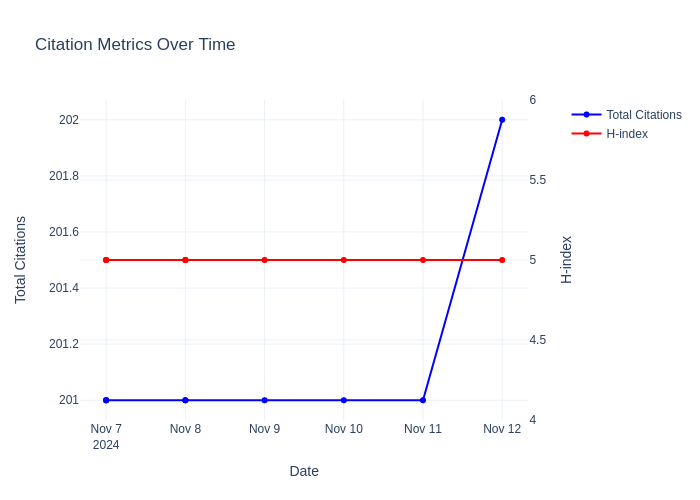 Citation Metrics Over Time
Total Citations
H-index
202
201.8
201.6
201.4
201.2
201
Total Citations
6
5.5
5
4.5
4
H-index
Nov 7
2024
Nov 8
Nov 9
Nov 10
Nov 11
Nov 12
Date